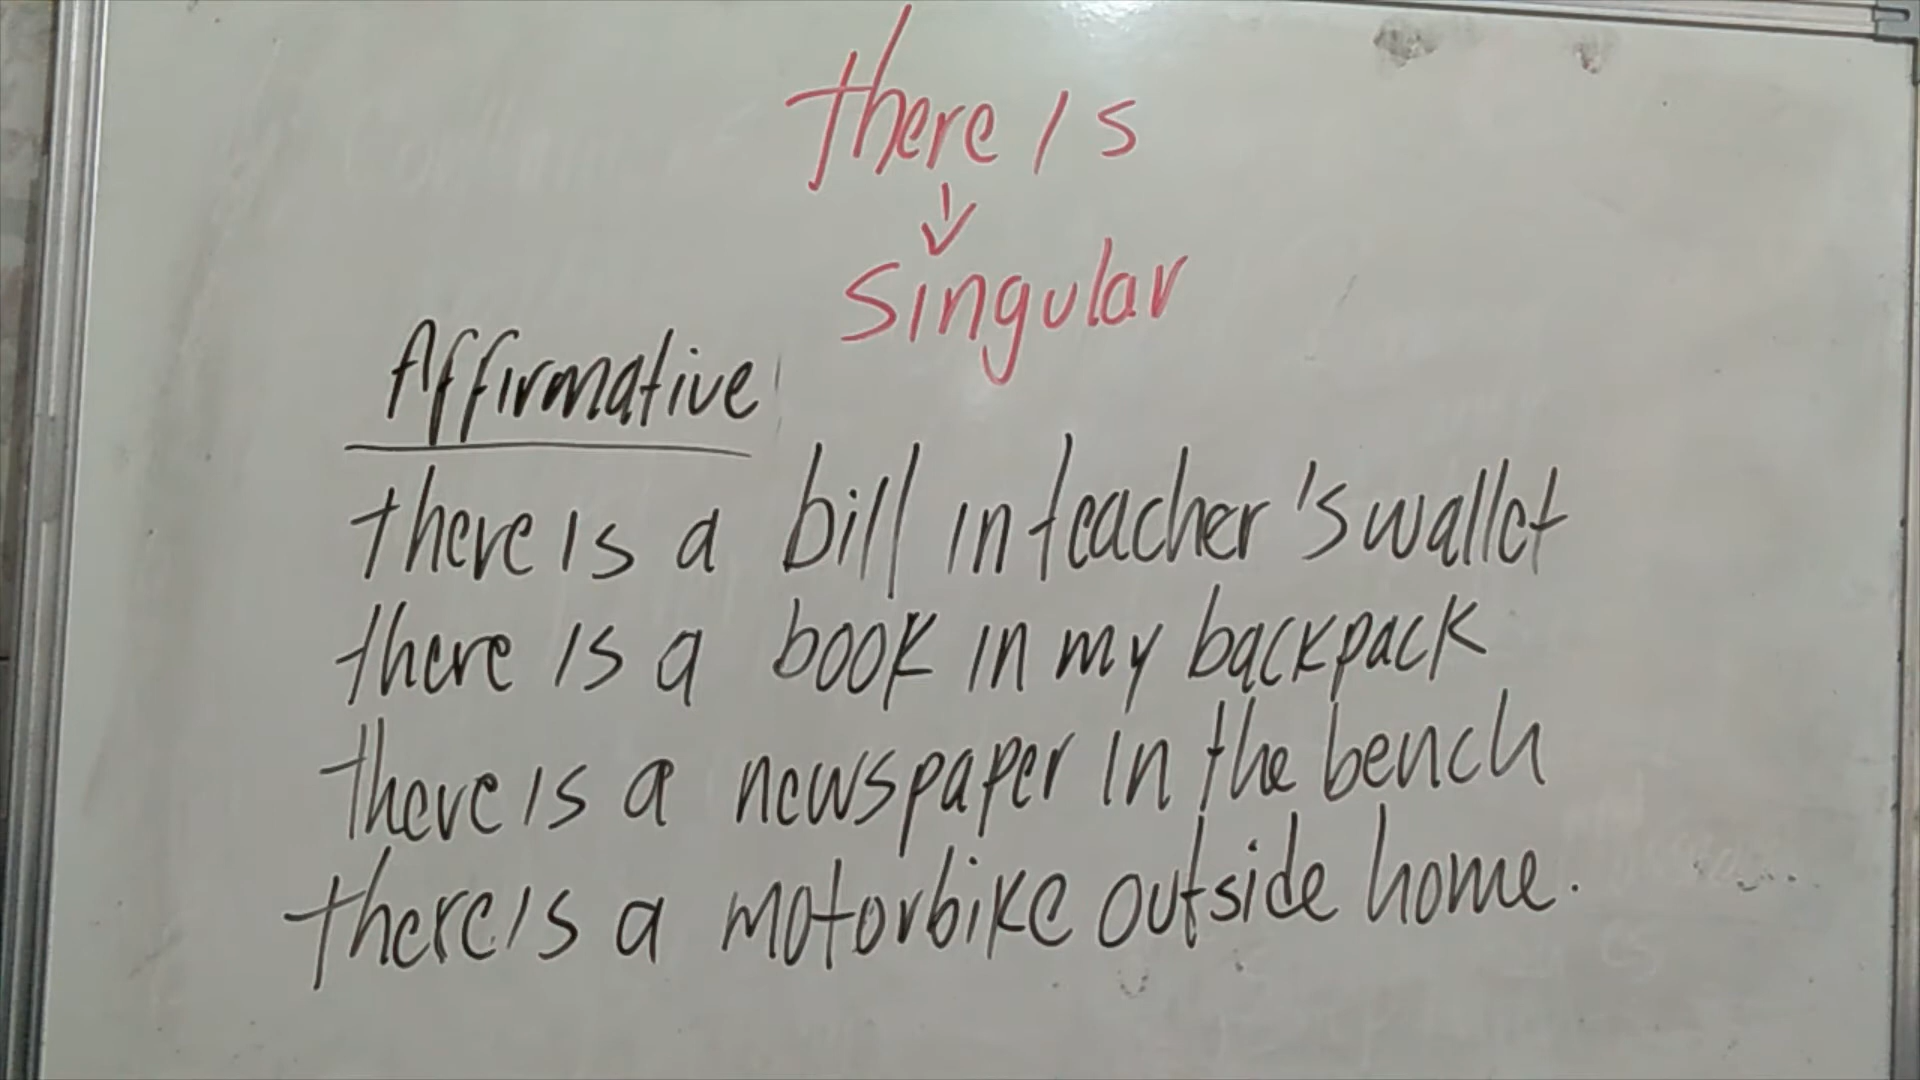 there is
singular
Affirmative
there is a bill in teacher's wallet
there is a book in my backpack
there is a newspaper in the bench
there is a motorbike outside home.